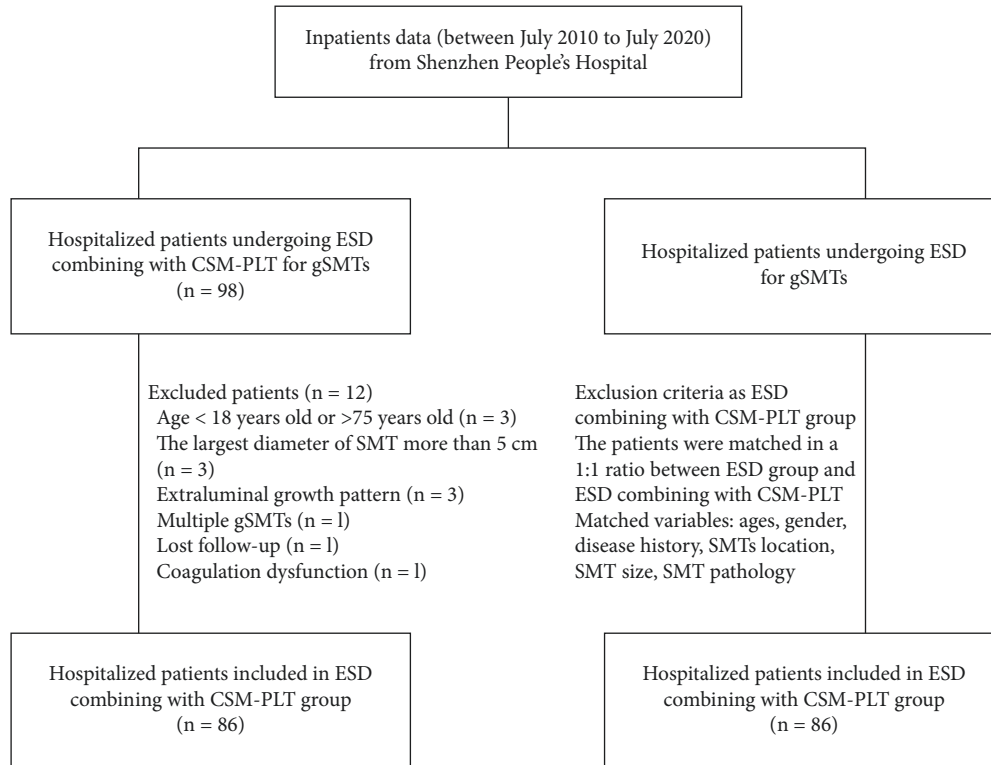 Inpatients data (between July 2010 to July 2020)
from Shenzhen People's Hospital
Hospitalized patients undergoing ESD
combining with CSM-PLT for gSMTs
(n = 98)
Hospitalized patients undergoing ESD
for gSMTs
Excluded patients (n = 12)
Age < 18 years old or >75 years old (n = 3)
The largest diameter of SMT more than 5 cm
(n = 3)
Extraluminal growth pattern (n = 3)
Multiple gSMTs (n = l)
Lost follow-up (n = l)
Coagulation dysfunction (n = l)
Exclusion criteria as ESD
combining with CSM-PLT group
The patients were matched in a
1:1 ratio between ESD group and
ESD combining with CSM-PLT
Matched variables: ages, gender,
disease history, SMTs location,
SMT size, SMT pathology
Hospitalized patients included in ESD
combining with CSM-PLT group
(n = 86)
Hospitalized patients included in ESD
combining with CSM-PLT group
(n = 86)